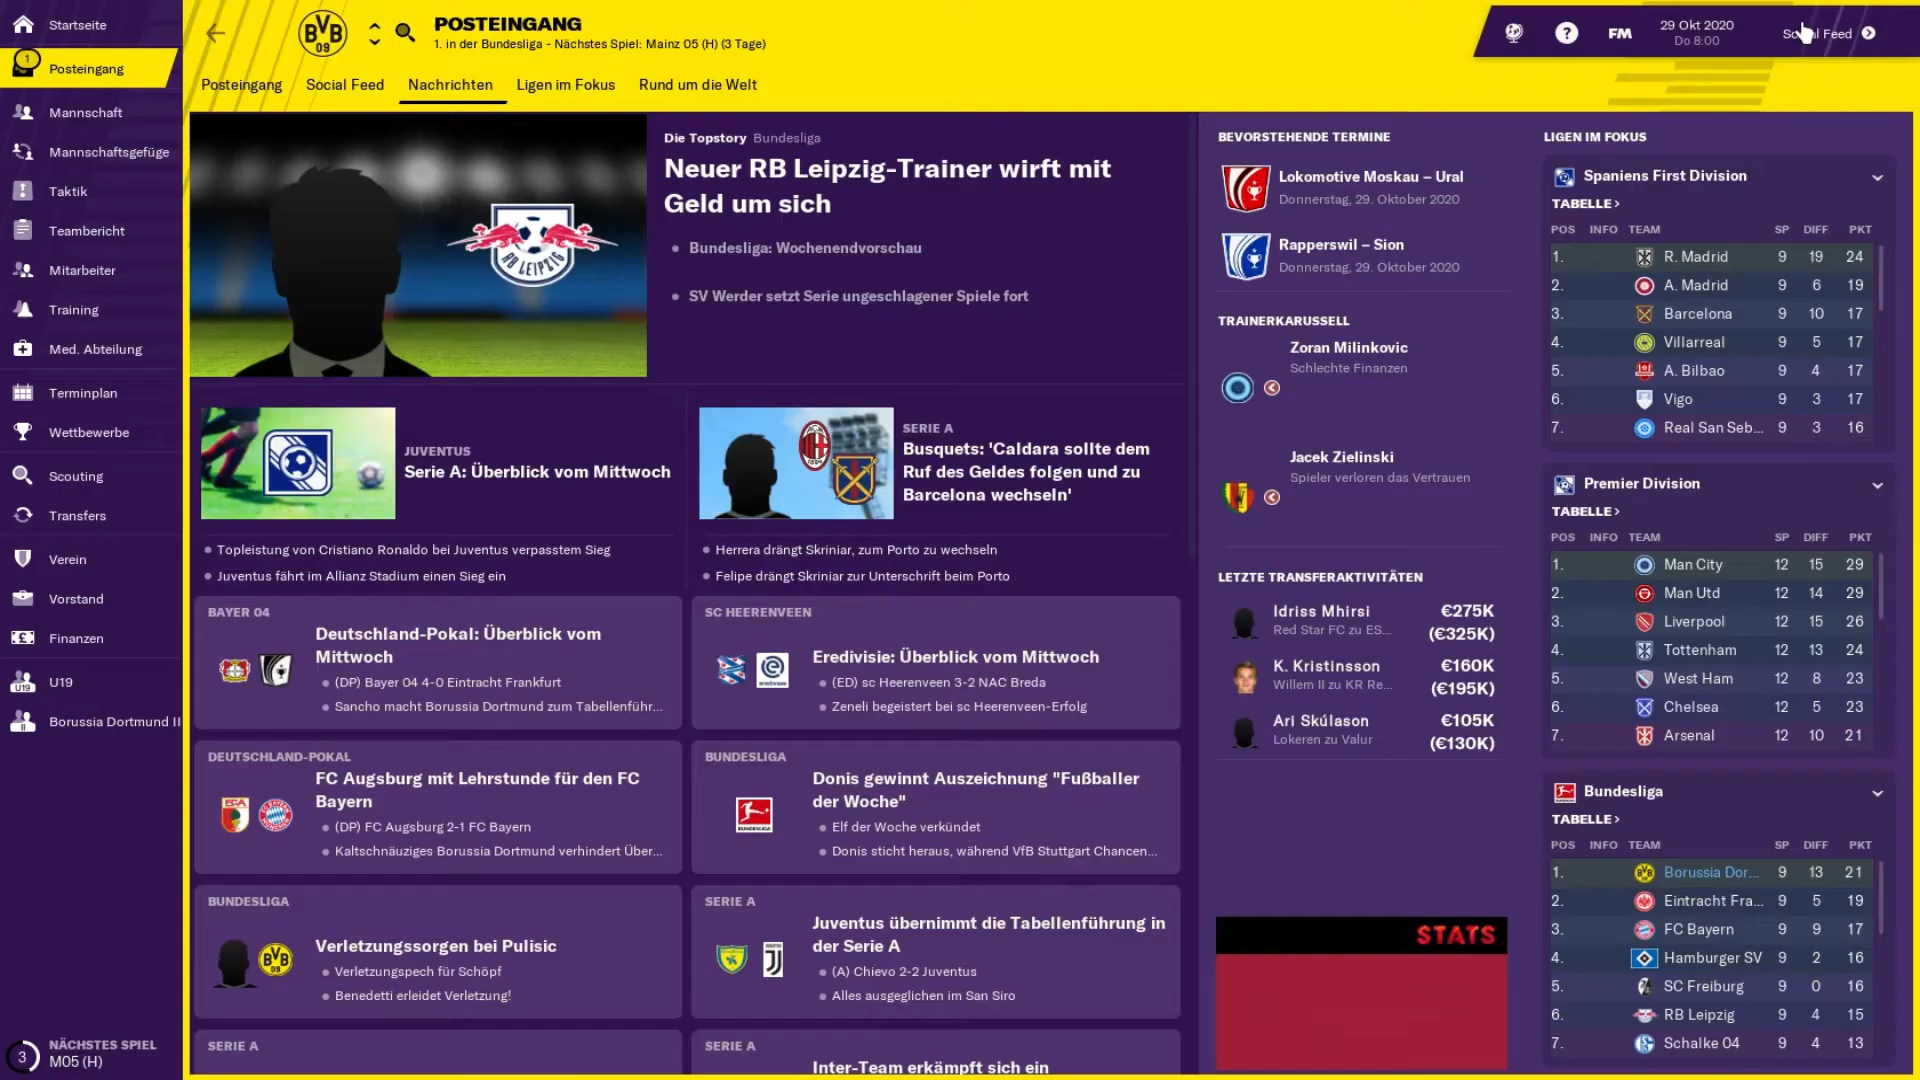 Startseite
1
Posteingang
Mannschaft
Mannschaftsgefüge
Taktik
Teambericht
Mitarbeiter
Training
Med. Abteilung
Terminplan
Wettbewerbe
Scouting
Transfers
Verein
Vorstand
Finanzen
U19
U19
II
Borussia Dortmund II
3
NÄCHSTES SPIEL
M05 (H)
BVB
09
POSTEINGANG
1. in der Bundesliga - Nächstes Spiel: Mainz 05 (H) (3 Tage)
?
FM
29 Okt 2020
Do 8:00
Posteingang Social Feed Nachrichten Ligen im Fokus Rund um die Welt
RB LEIPZIG
Die Topstory Bundesliga
Neuer RB Leipzig-Trainer wirft mit
Geld um sich
Bundesliga: Wochenendvorschau
SV Werder setzt Serie ungeschlagener Spiele fort
JUVENTUS
Serie A: Überblick vom Mittwoch
Topleistung von Cristiano Ronaldo bei Juventus verpasstem Sieg
Juventus fährt im Allianz Stadium einen Sieg ein
SERIE A
Busquets: 'Caldara sollte dem
Ruf des Geldes folgen und zu
Barcelona wechseln'
Herrera drängt Skriniar, zum Porto zu wechseln
Felipe drängt Skriniar zur Unterschrift beim Porto
BAYER 04
Deutschland-Pokal: Überblick vom
Mittwoch
(DP) Bayer 04 4-0 Eintracht Frankfurt
Sancho macht Borussia Dortmund zum Tabellenführ...
SC HEERENVEEN
Eredivisie: Überblick vom Mittwoch
(ED) sc Heerenveen 3-2 NAC Breda
Zeneli begeistert bei sc Heerenveen-Erfolg
DEUTSCHLAND-POKAL
FC Augsburg mit Lehrstunde für den FC
Bayern
(DP) FC Augsburg 2-1 FC Bayern
Kaltschnäuziges Borussia Dortmund verhindert Über...
BUNDESLIGA
BUNDESLIGA
Donis gewinnt Auszeichnung "Fußballer
der Woche"
Elf der Woche verkündet
Donis sticht heraus, während VfB Stuttgart Chancen...
BUNDESLIGA
Verletzungssorgen bei Pulisic
Verletzungspech für Schöpf
Benedetti erleidet Verletzung!
SERIE A
Juventus übernimmt die Tabellenführung in
der Serie A
(A) Chievo 2-2 Juventus
Alles ausgeglichen im San Siro
SERIE A
SERIE A
Inter-Team erkämpft sich ein
BEVORSTEHENDE TERMINE
Lokomotive Moskau – Ural
Donnerstag, 29. Oktober 2020
Rapperswil – Sion
Donnerstag, 29. Oktober 2020
TRAINERKARUSSELL
Zoran Milinkovic
Schlechte Finanzen
Jacek Zielinski
Spieler verloren das Vertrauen
LETZTE TRANSFERAKTIVITÄTEN
Idriss Mhirsi €275K
Red Star FC zu ES... (€325K)
K. Kristinsson €160K
Willem II zu KR Re... (€195K)
Ari Skúlason €105K
Lokeren zu Valur (€130K)
STATS
LIGEN IM FOKUS
Spaniens First Division
TABELLE >
POS INFO TEAM SP DIFF PKT
1. R. Madrid 9 19 24
2. A. Madrid 9 6 19
3. Barcelona 9 10 17
4. Villarreal 9 5 17
5. A. Bilbao 9 4 17
6. Vigo 9 3 17
7. Real San Seb... 9 3 16
Premier Division
TABELLE >
POS INFO TEAM SP DIFF PKT
1. Man City 12 15 29
2. Man Utd 12 14 29
3. Liverpool 12 15 26
4. Tottenham 12 13 24
5. West Ham 12 8 23
6. Chelsea 12 5 23
7. Arsenal 12 10 21
Bundesliga
TABELLE >
POS INFO TEAM SP DIFF PKT
1. Borussia Dor... 9 13 21
2. Eintracht Fra... 9 5 19
3. FC Bayern 9 9 17
4. Hamburger SV 9 2 16
5. SC Freiburg 9 0 16
6. RB Leipzig 9 4 15
7. Schalke 04 9 4 13